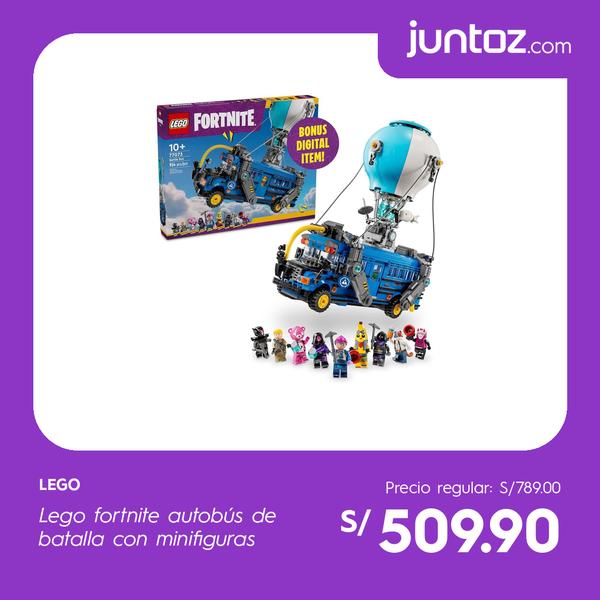 juntoz.com
LEGO FORTNITE
10+
77073
BONUS
DIGITAL
ITEM!
LEGO
Lego fortnite autobús de
batalla con minifiguras
Precio regular: S/789.00
S/ 509.90